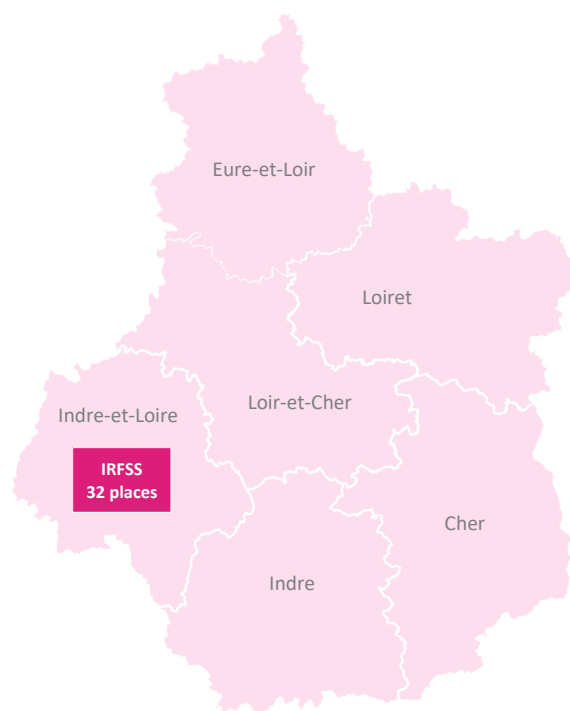 Eure-et-Loir
Loiret
Loir-et-Cher
Indre-et-Loire
IRFSS
32 places
Cher
Indre